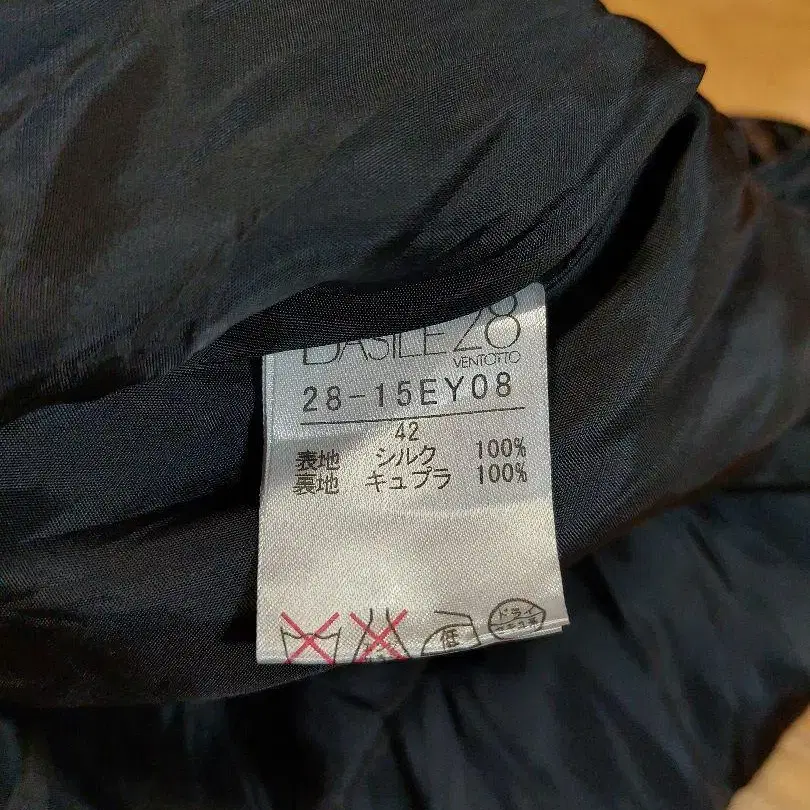 BASILE28
VENTOTTO
28-15EY08
42
表地 シルク 100%
裏地 キュプラ 100%
低
ドライ